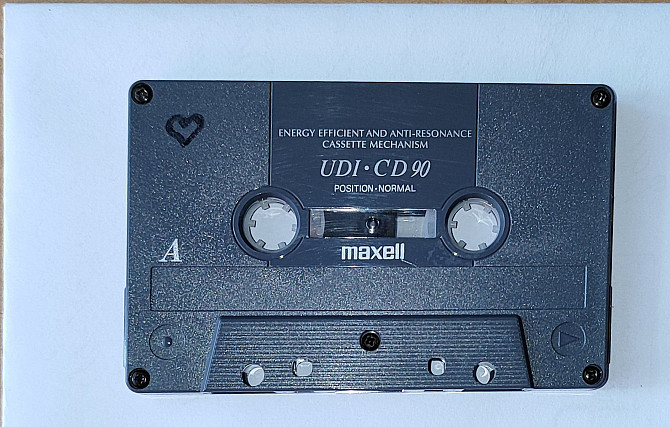 ENERGY EFFICIENT AND ANTI-RESONANCE
CASSETTE MECHANISM
UDI・CD 90
POSITION・NORMAL
maxell
A